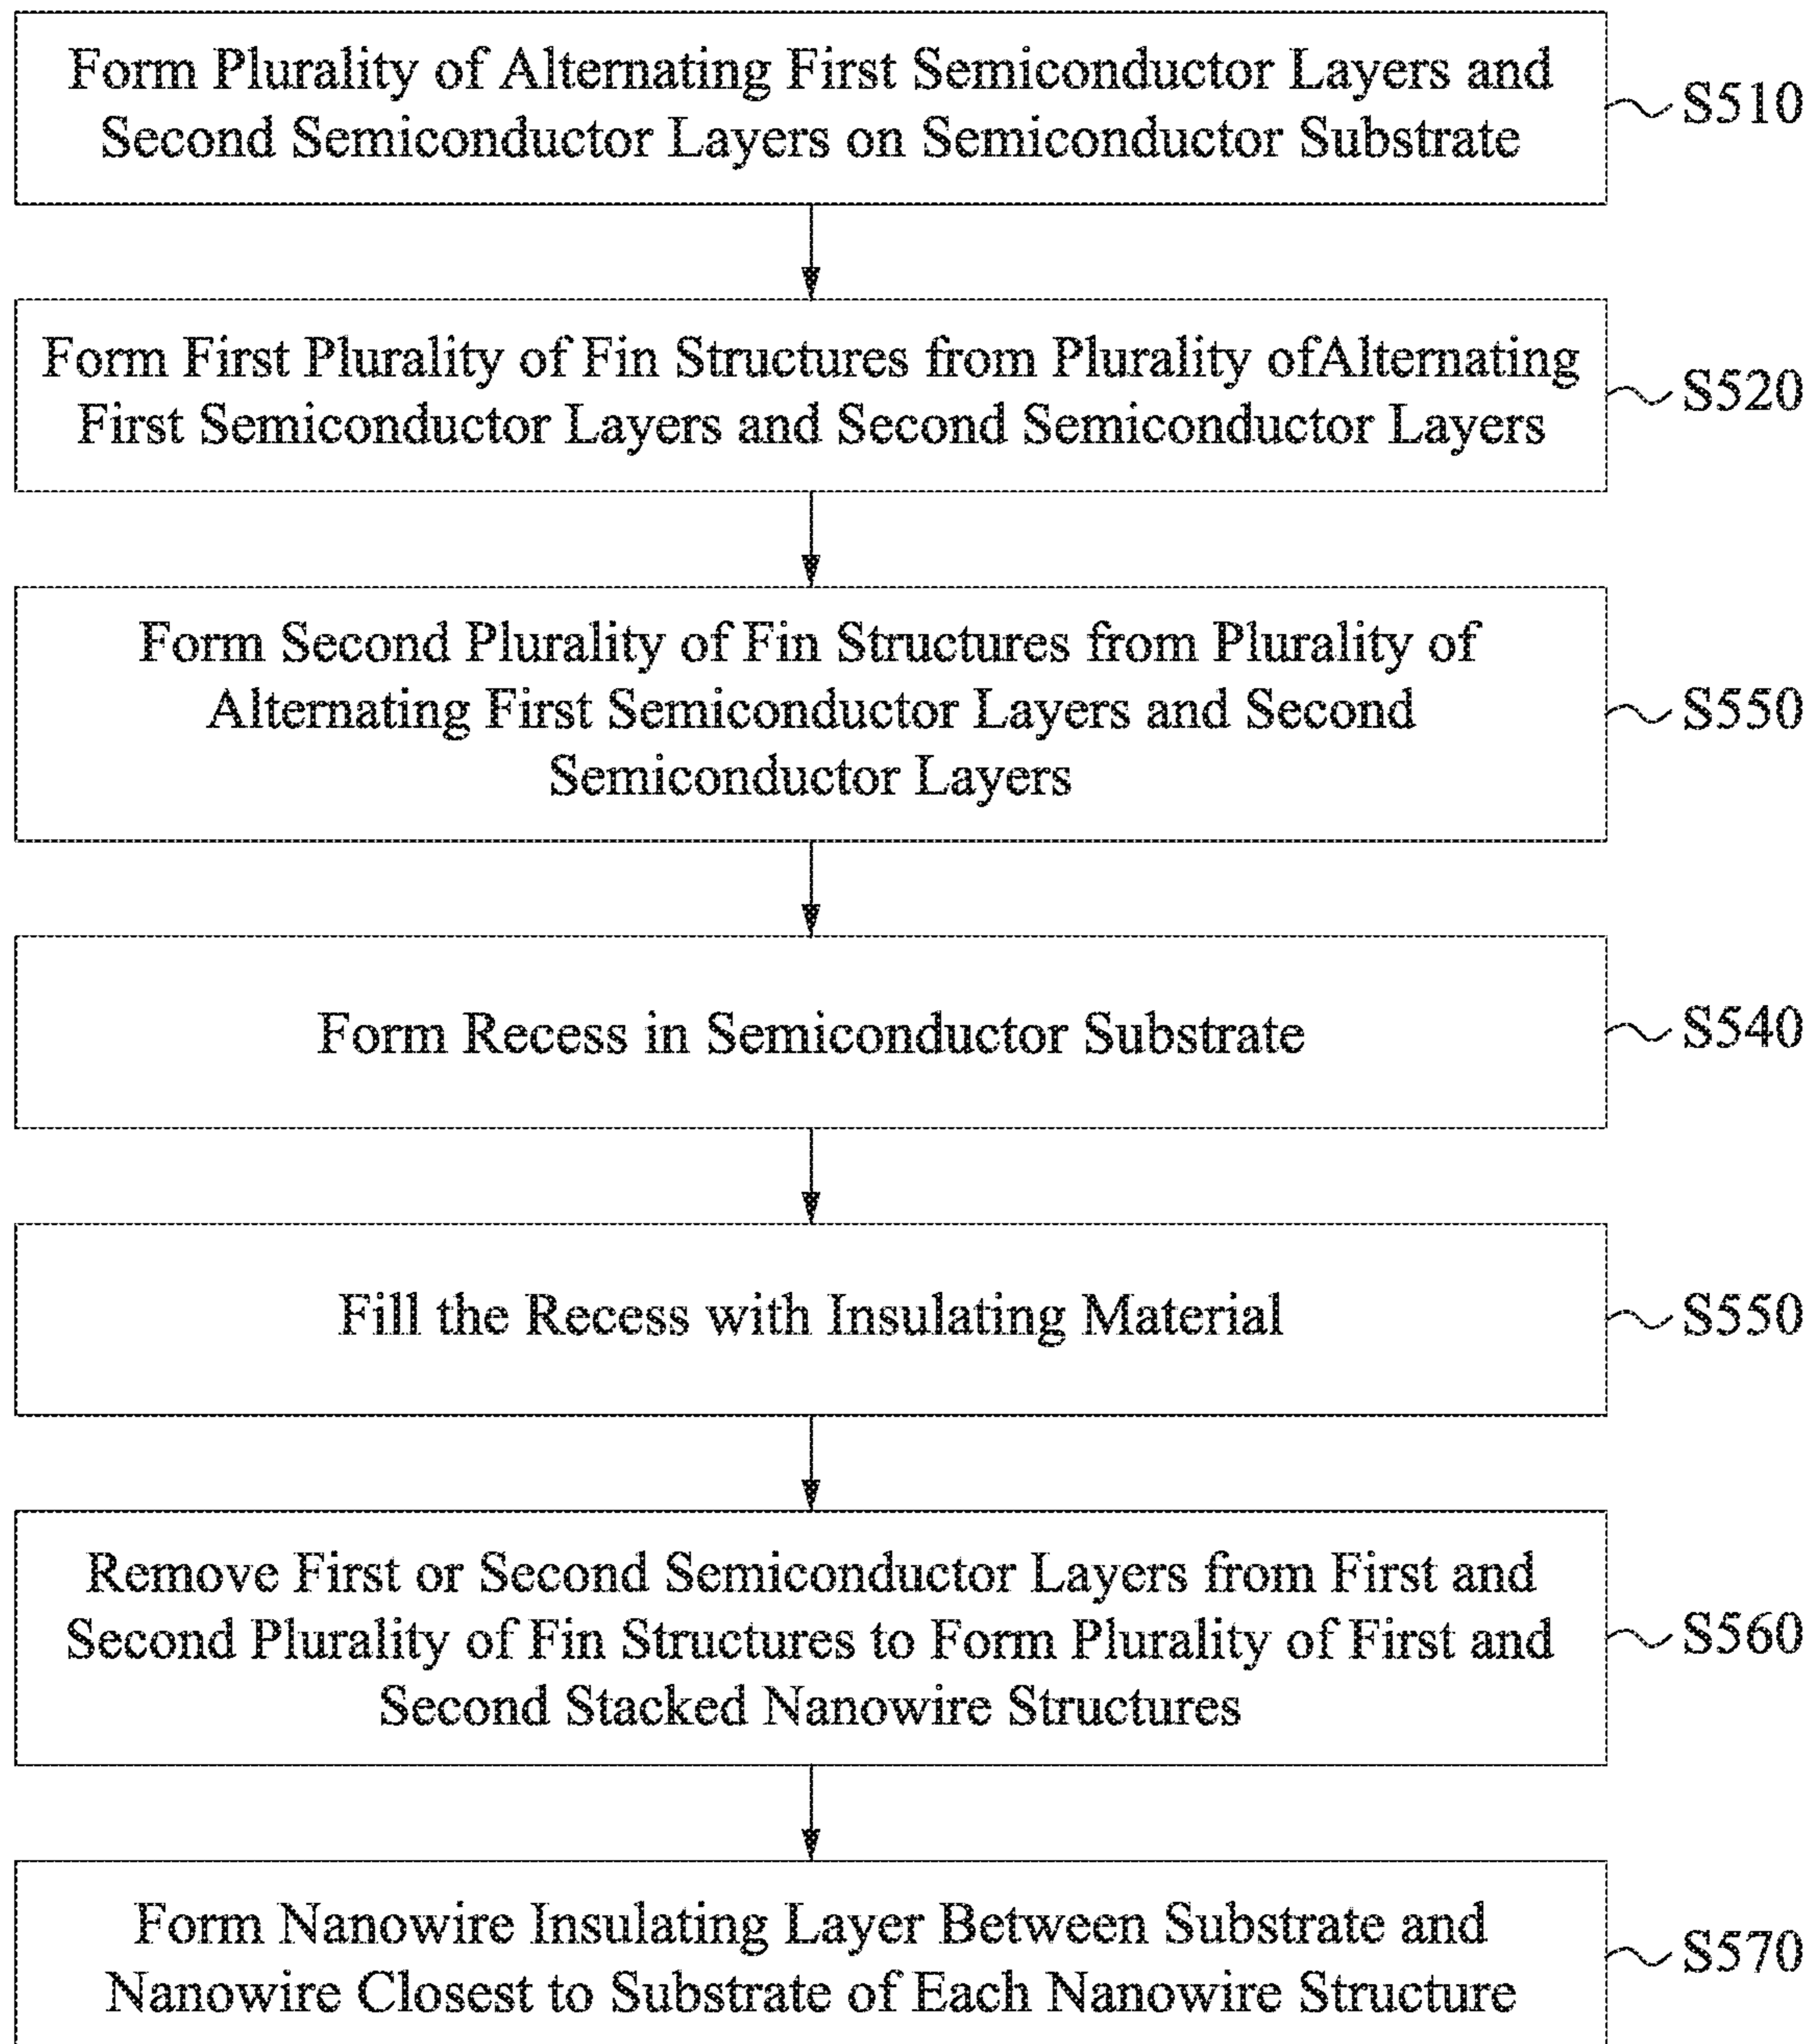 Form Plurality of Alternating First Semiconductor Layers and
Second Semiconductor Layers on Semiconductor Substrate
S510
Form First Plurality of Fin Structures from Plurality ofAlternating
First Semiconductor Layers and Second Semiconductor Layers
S520
Form Second Plurality of Fin Structures from Plurality of
Alternating First Semiconductor Layers and Second
Semiconductor Layers
S550
Form Recess in Semiconductor Substrate
S540
Fill the Recess with Insulating Material
S550
Remove First or Second Semiconductor Layers from First and
Second Plurality of Fin Structures to Form Plurality of First and
Second Stacked Nanowire Structures
S560
Form Nanowire Insulating Layer Between Substrate and
Nanowire Closest to Substrate of Each Nanowire Structure
S570